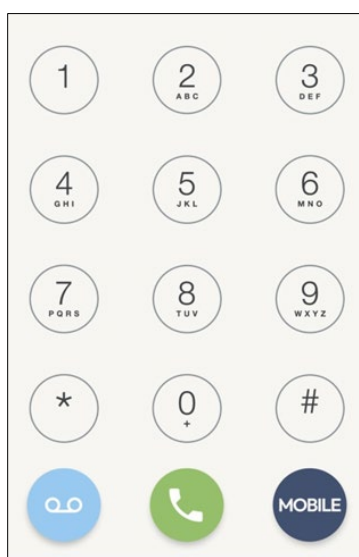 1 2 3
ABC DEF
4 5 6
GHI JKL MNO
7 8 9
PQRS TUV WXYZ
* 0 #
+
MOBILE